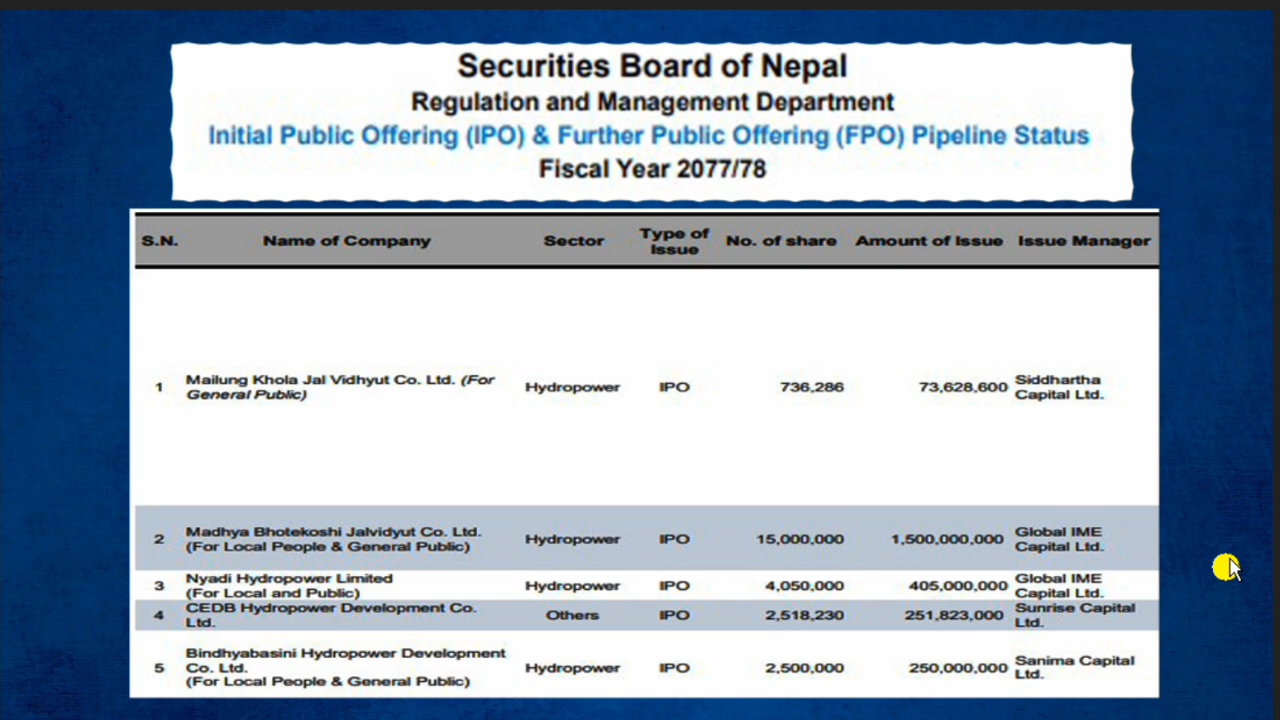 Securities Board of Nepal
Regulation and Management Department
Initial Public Offering (IPO) & Further Public Offering (FPO) Pipeline Status
Fiscal Year 2077/78
S.N. Name of Company Sector Type of Issue No. of share Amount of Issue Issue Manager
1 Mailung Khola Jal Vidhyut Co. Ltd. (For General Public) Hydropower IPO 736,286 73,628,600 Siddhartha Capital Ltd.
2 Madhya Bhotekoshi Jalvidyut Co. Ltd. (For Local People & General Public) Hydropower IPO 15,000,000 1,500,000,000 Global IME Capital Ltd.
3 Nyadi Hydropower Limited (For Local and Public) Hydropower IPO 4,050,000 405,000,000 Global IME Capital Ltd.
4 CEDB Hydropower Development Co. Ltd. Others IPO 2,518,230 251,823,000 Sunrise Capital Ltd.
5 Bindhyabasini Hydropower Development Co. Ltd. (For Local People & General Public) Hydropower IPO 2,500,000 250,000,000 Sanima Capital Ltd.